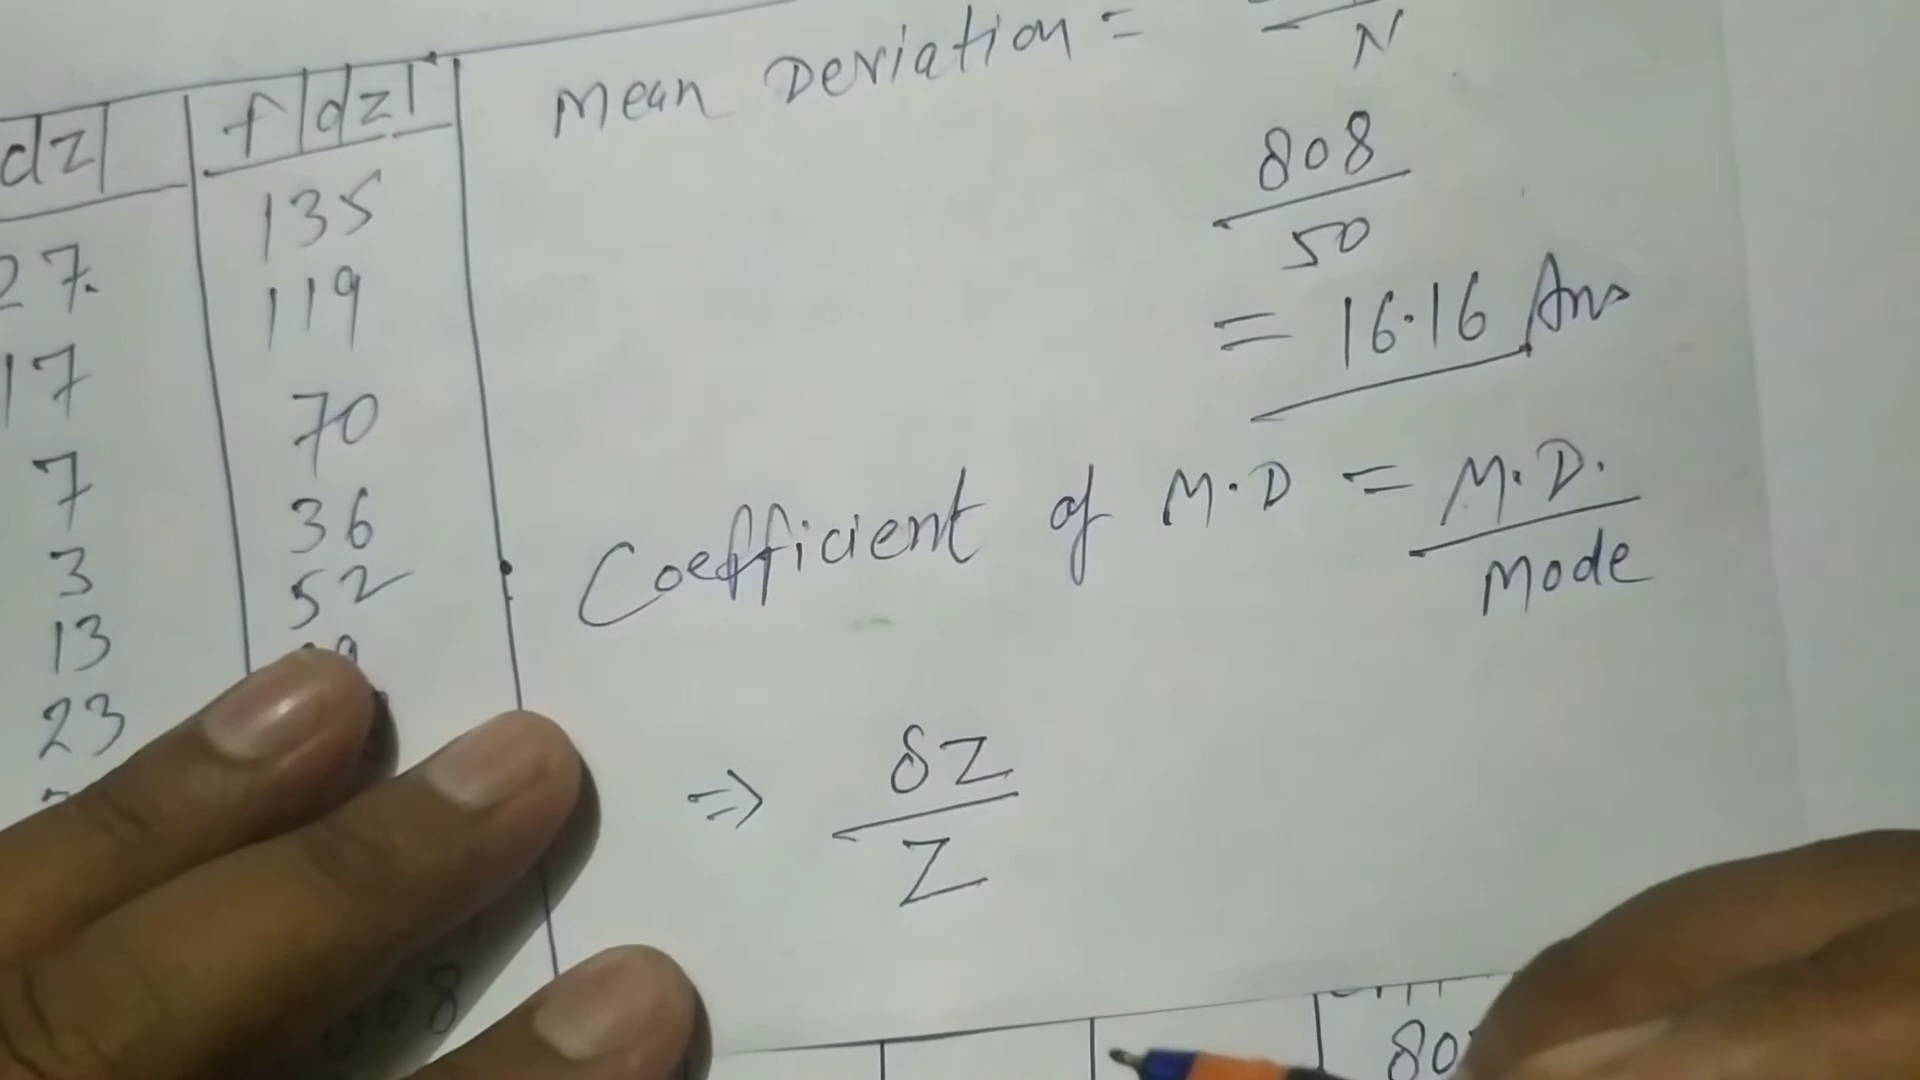 |dz| f|dz|
27. 135
17 119
7 70
3 36
13 52
23
Mean Deviation =
N
808
50
= 16.16 Ans
Coefficient of M.D = M.D.
Mode
⇒ δZ
Z
80